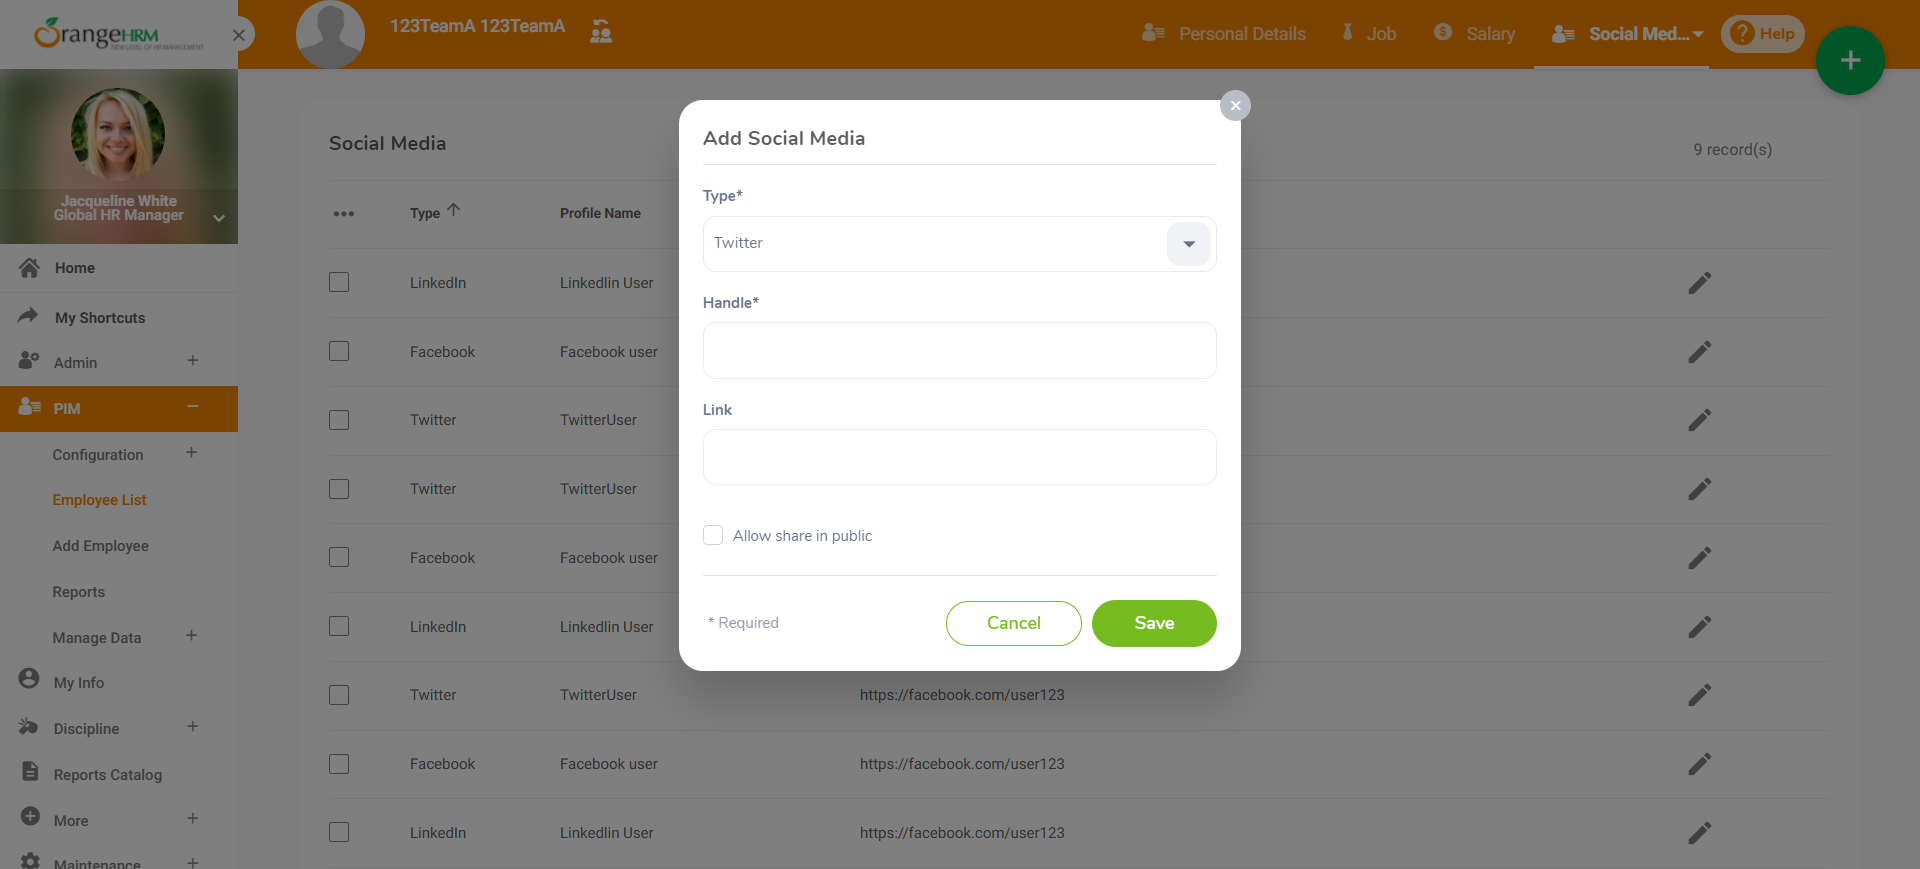 OrangeHRM
NEW LEVEL OF HR MANAGEMENT
123TeamA 123TeamA
Personal Details
Job
Salary
Social Med...
Help
Jacqueline White
Global HR Manager
Home
My Shortcuts
Admin
PIM
Configuration
Employee List
Add Employee
Reports
Manage Data
My Info
Discipline
Reports Catalog
More
Maintenance
Social Media
9 record(s)
Type
Profile Name
LinkedIn
Linkedlin User
Facebook
Facebook user
Twitter
TwitterUser
Twitter
TwitterUser
Facebook
Facebook user
LinkedIn
Linkedlin User
Twitter
TwitterUser
https://facebook.com/user123
Facebook
Facebook user
https://facebook.com/user123
LinkedIn
Linkedlin User
https://facebook.com/user123
Add Social Media
Type*
Twitter
Handle*
Link
Allow share in public
* Required
Cancel
Save